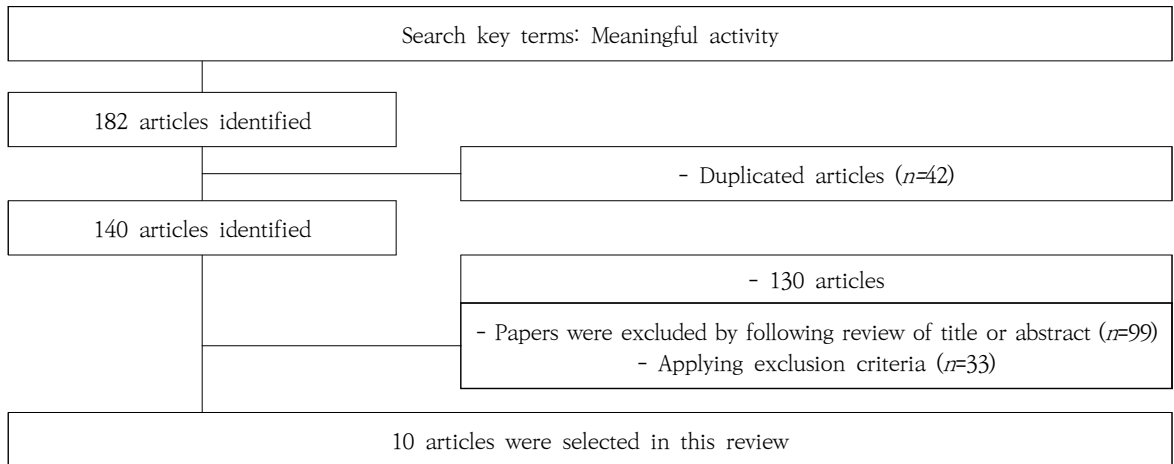 Search key terms: Meaningful activity
182 articles identified
- Duplicated articles (n=42)
140 articles identified
- 130 articles
- Papers were excluded by following review of title or abstract (n=99)
- Applying exclusion criteria (n=33)
10 articles were selected in this review